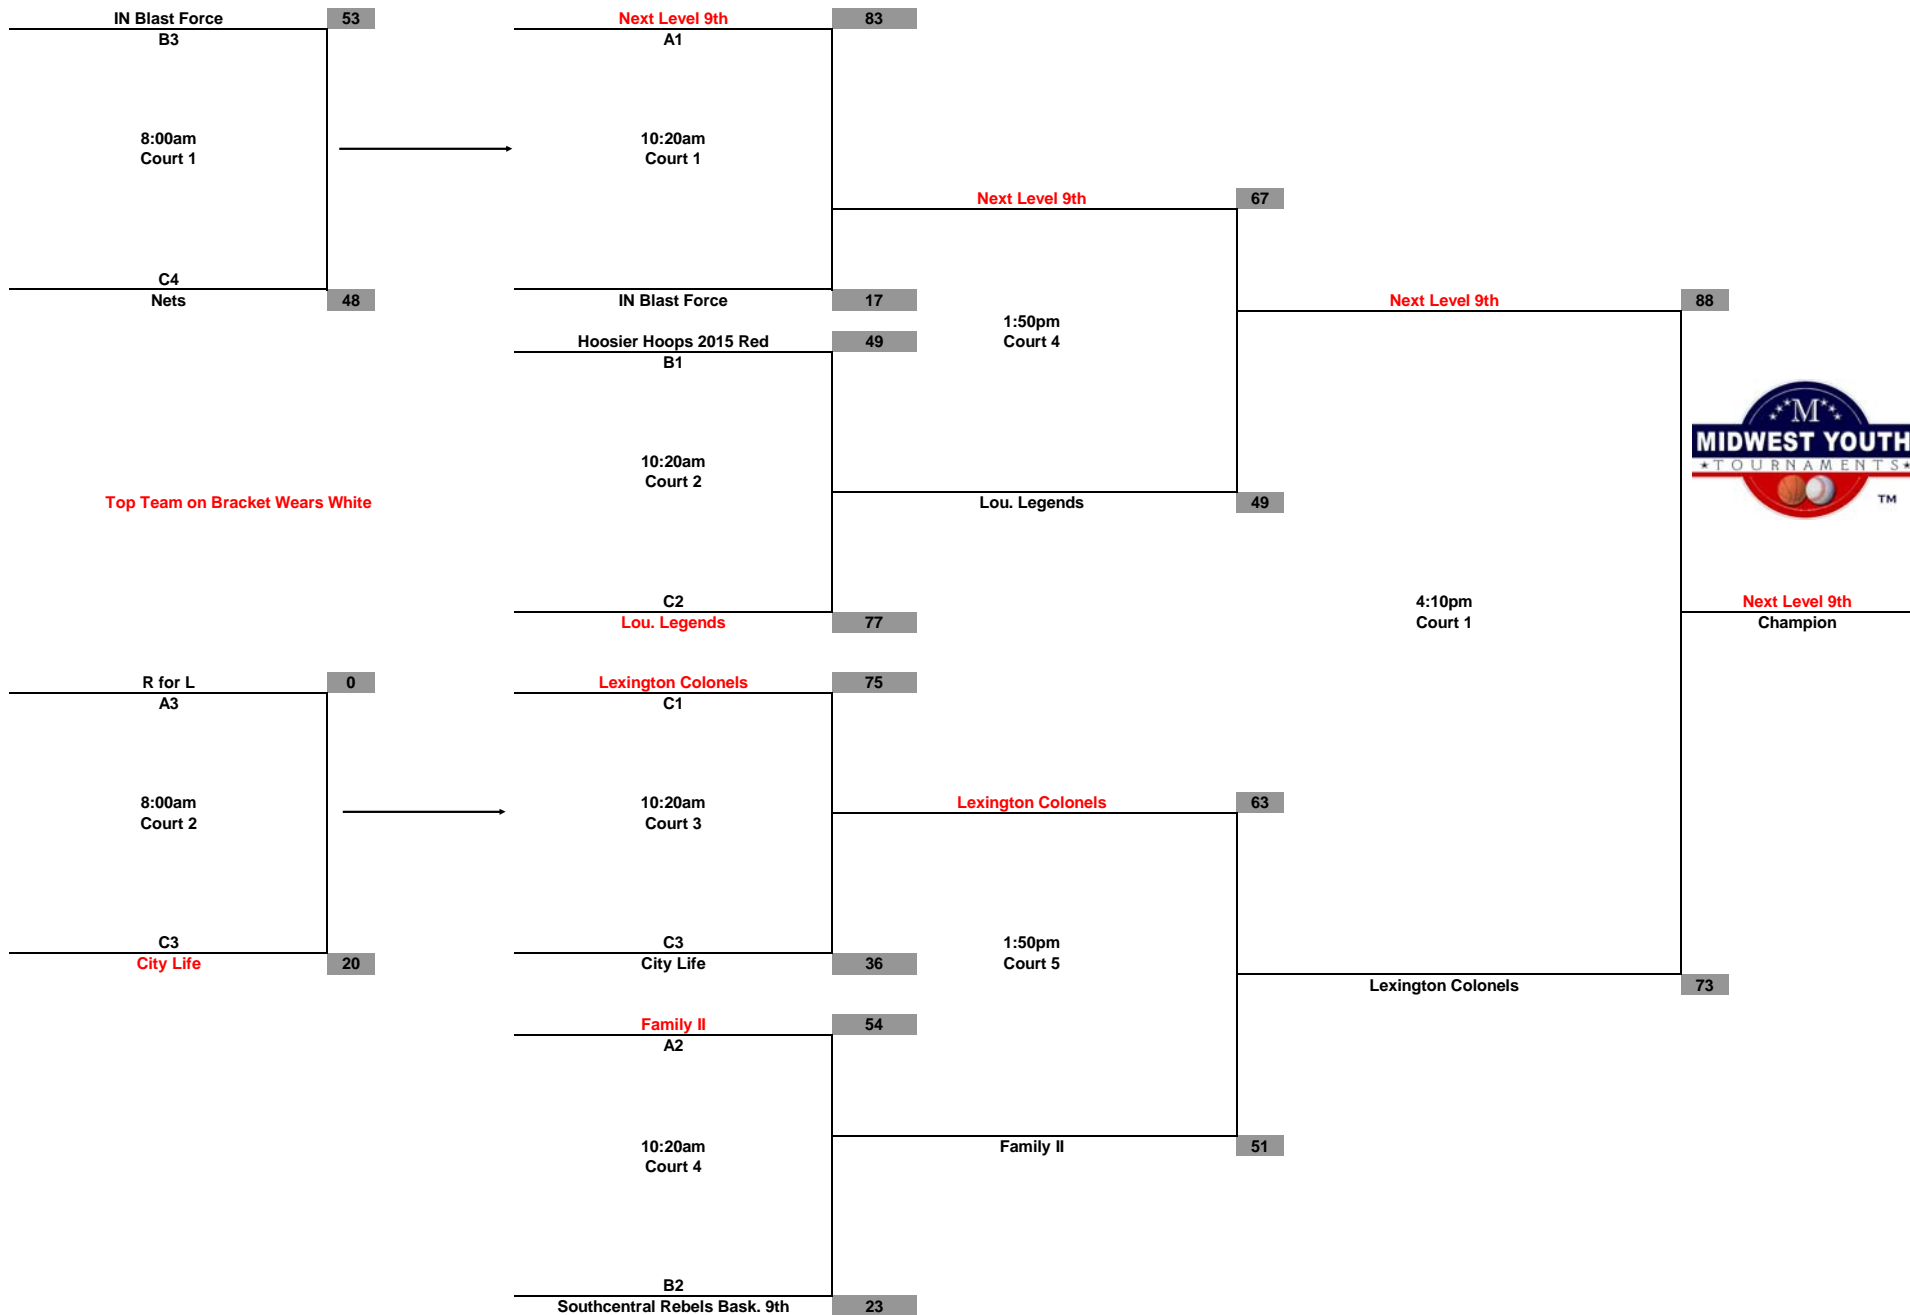 IN Blast Force 53
B3
8:00am
Court 1
C4
Nets 48
Next Level 9th 83
A1
10:20am
Court 1
IN Blast Force 17
Hoosier Hoops 2015 Red 49
B1
10:20am
Court 2
C2
Lou. Legends 77
Next Level 9th 67
1:50pm
Court 4
Lou. Legends 49
Next Level 9th 88
Top Team on Bracket Wears White
M
MIDWEST YOUTH
TOURNAMENTS
TM
4:10pm
Court 1
Next Level 9th
Champion
R for L 0
A3
8:00am
Court 2
C3
City Life 20
Lexington Colonels 75
C1
10:20am
Court 3
C3
City Life 36
Family II 54
A2
10:20am
Court 4
B2
Southcentral Rebels Bask. 9th 23
Lexington Colonels 63
1:50pm
Court 5
Family II 51
Lexington Colonels 73